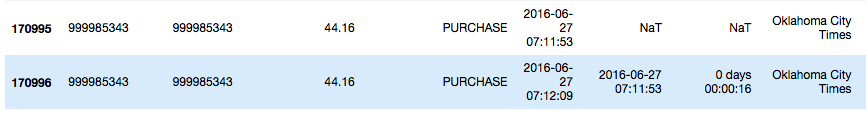 170995 999985343 999985343 44.16 PURCHASE 2016-06-27 07:11:53 NaT NaT Oklahoma City Times
170996 999985343 999985343 44.16 PURCHASE 2016-06-27 07:12:09 2016-06-27 07:11:53 0 days 00:00:16 Oklahoma City Times